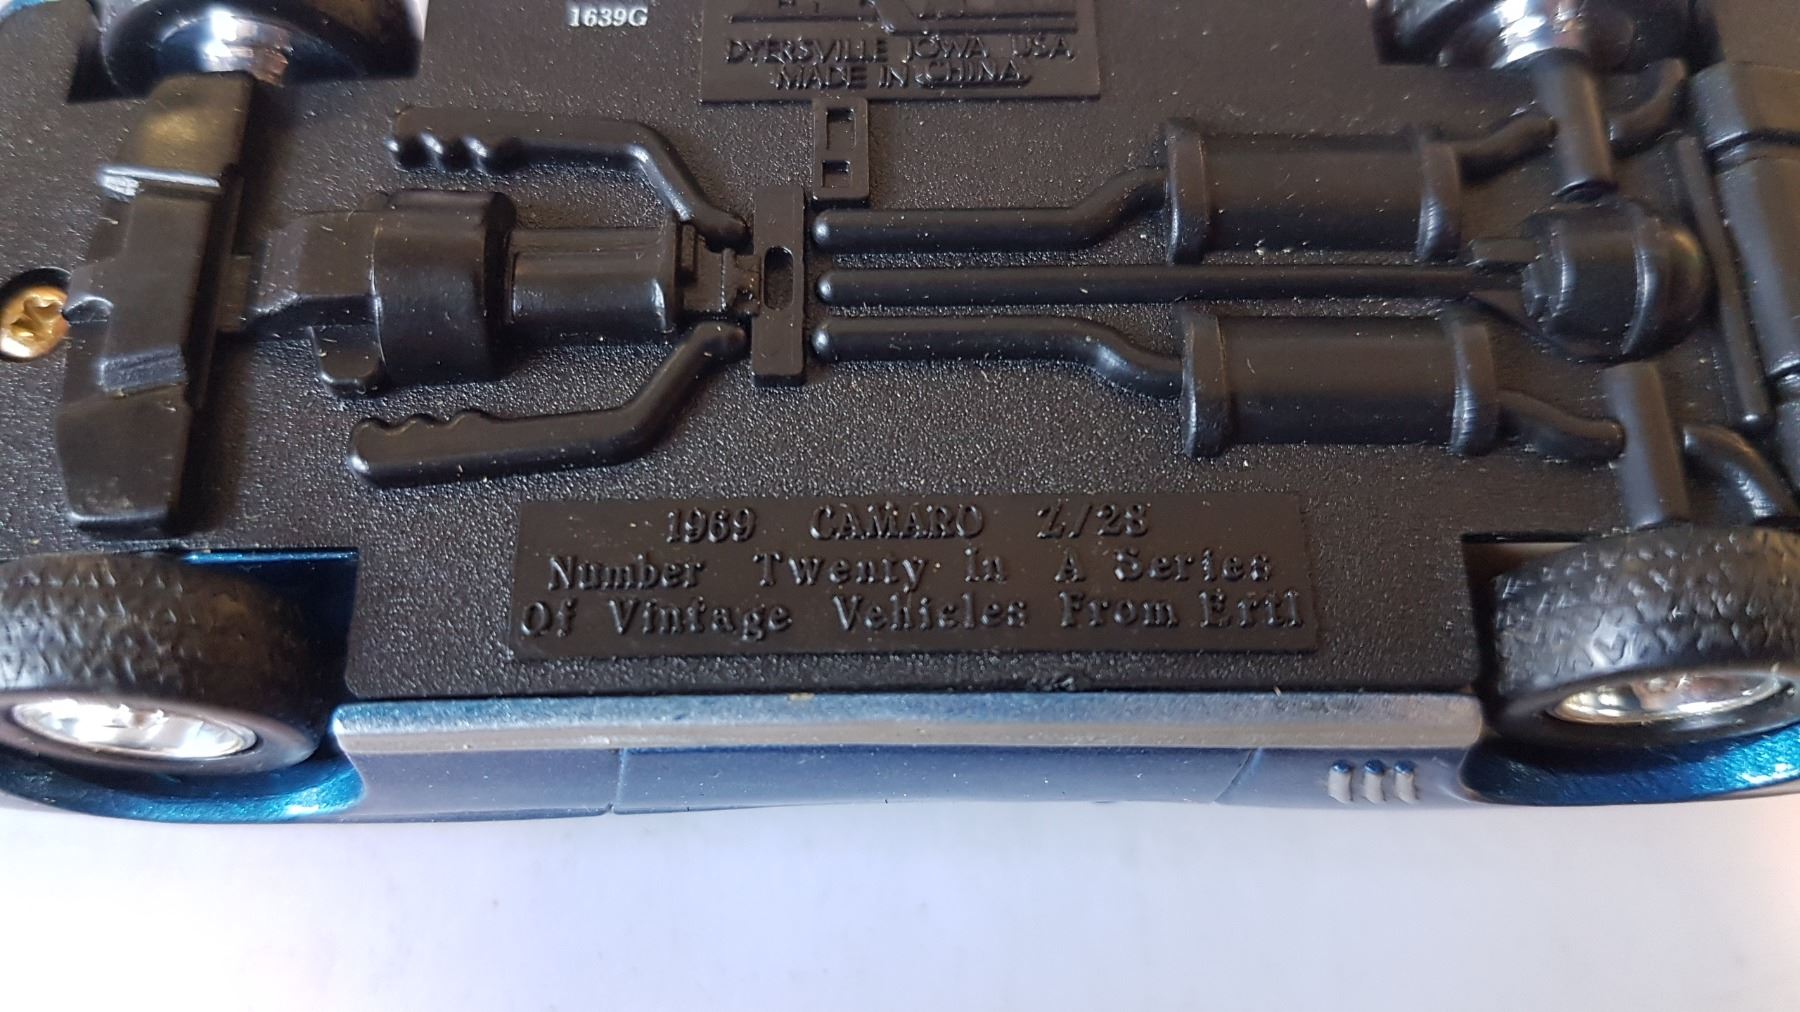 1639G
DYERSVILLE IOWA USA
MADE IN CHINA
1969 CAMARO Z/28
Number Twenty In A Series
Of Vintage Vehicles From Ertl